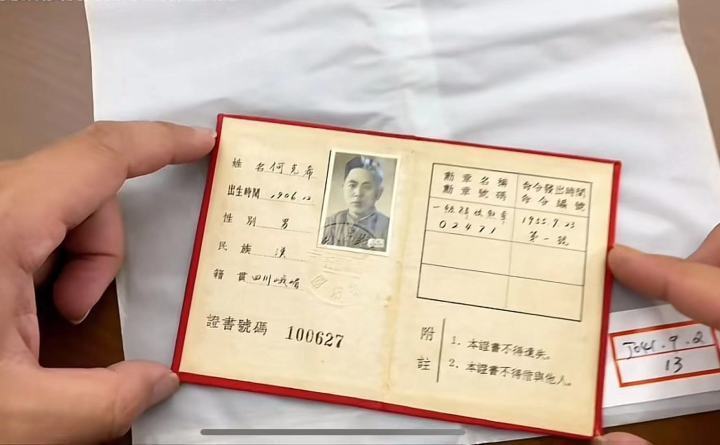 姓 名 何克希
出生時間 1906.12
性 別 男
民 族 漢
籍 貫 四川峨嵋
證書號碼 100627
勳章名稱
勳章號碼
命令發出時間
命令編號
一級解放勳章
02471
1955.9.23
第一號
附註
1. 本證書不得遺失。
2. 本證書不得借與他人。
J041.9.2
13